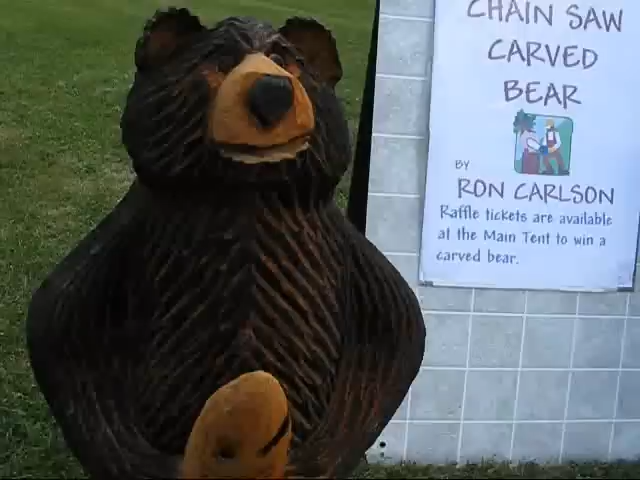 CHAIN SAW
CARVED
BEAR
BY
RON CARLSON
Raffle tickets are available
at the Main Tent to win a
carved bear.